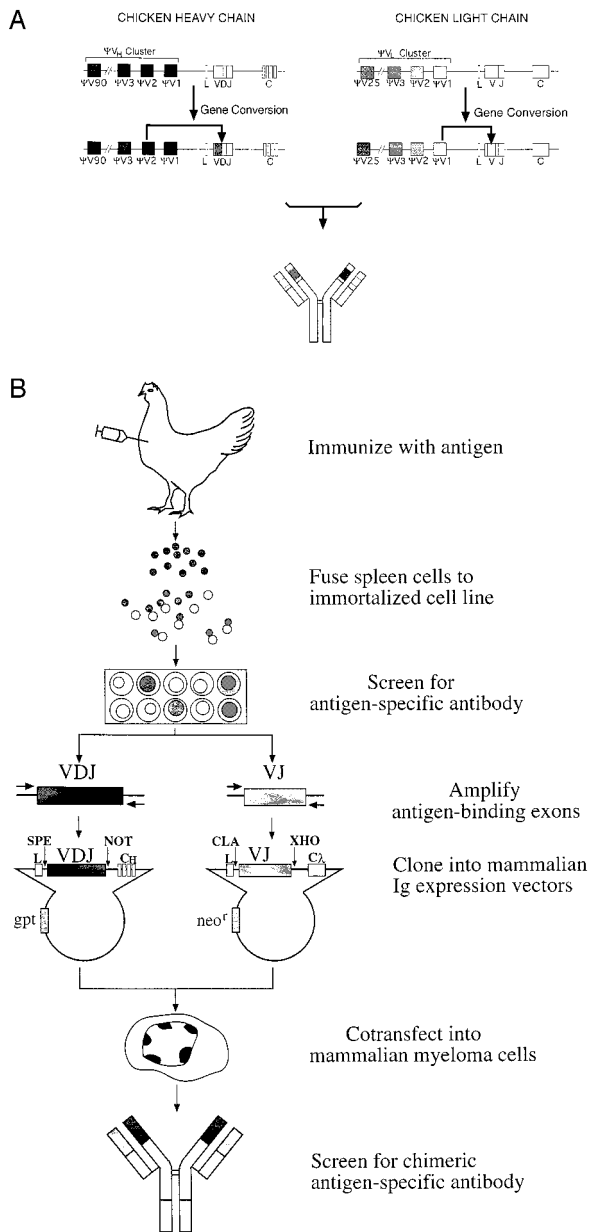 A
CHICKEN HEAVY CHAIN
CHICKEN LIGHT CHAIN
ΨVH Cluster
ΨVL Cluster
ΨV90 ΨV3 ΨV2 ΨV1 L VDJ C
ΨV25 ΨV3 ΨV2 ΨV1 L V J C
Gene Conversion
Gene Conversion
ΨV90 ΨV3 ΨV2 ΨV1 L VDJ C
ΨV25 ΨV3 ΨV2 ΨV1 L V J C
B
Immunize with antigen
Fuse spleen cells to
immortalized cell line
Screen for
antigen-specific antibody
VDJ
VJ
Amplify
antigen-binding exons
SPE NOT
L VDJ CH
CLA XHO
L VJ Cλ
Clone into mammalian
Ig expression vectors
gpt
neor
Cotransfect into
mammalian myeloma cells
Screen for chimeric
antigen-specific antibody